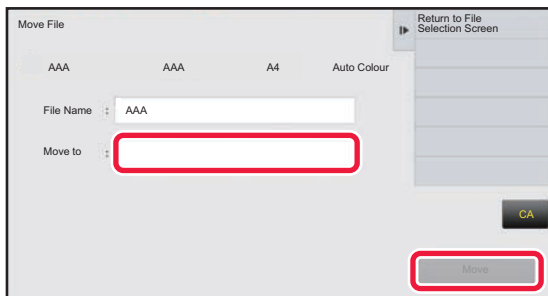 Move File
Return to File
Selection Screen
AAA AAA A4 Auto Colour
File Name : AAA
Move to :
CA
Move